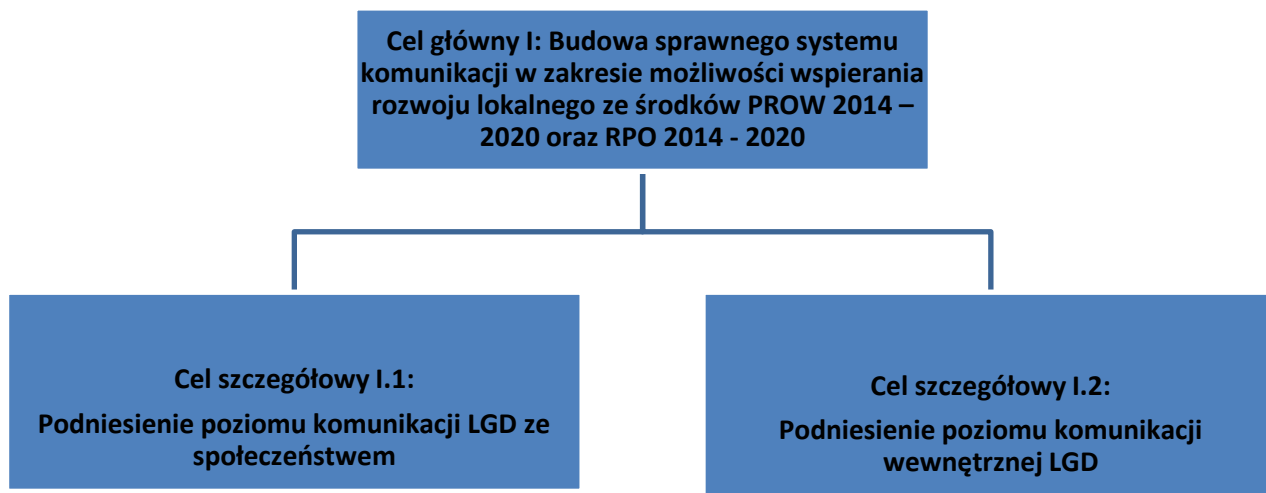 Cel główny I: Budowa sprawnego systemu
komunikacji w zakresie możliwości wspierania
rozwoju lokalnego ze środków PROW 2014 –
2020 oraz RPO 2014 - 2020
Cel szczegółowy I.1:
Podniesienie poziomu komunikacji LGD ze
społeczeństwem
Cel szczegółowy I.2:
Podniesienie poziomu komunikacji
wewnętrznej LGD